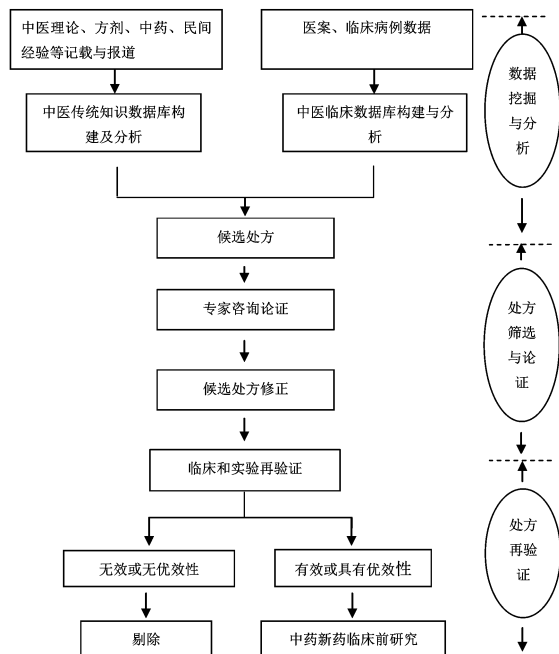 中医理论、方剂、中药、民间
经验等记载与报道
医案、临床病例数据
中医传统知识数据库构
建及分析
中医临床数据库构建与分
析
候选处方
专家咨询论证
候选处方修正
临床和实验再验证
无效或无优效性
有效或具有优效性
剔除
中药新药临床前研究
数据
挖掘
与分
析
处方
筛选
与论
证
处方
再验
证